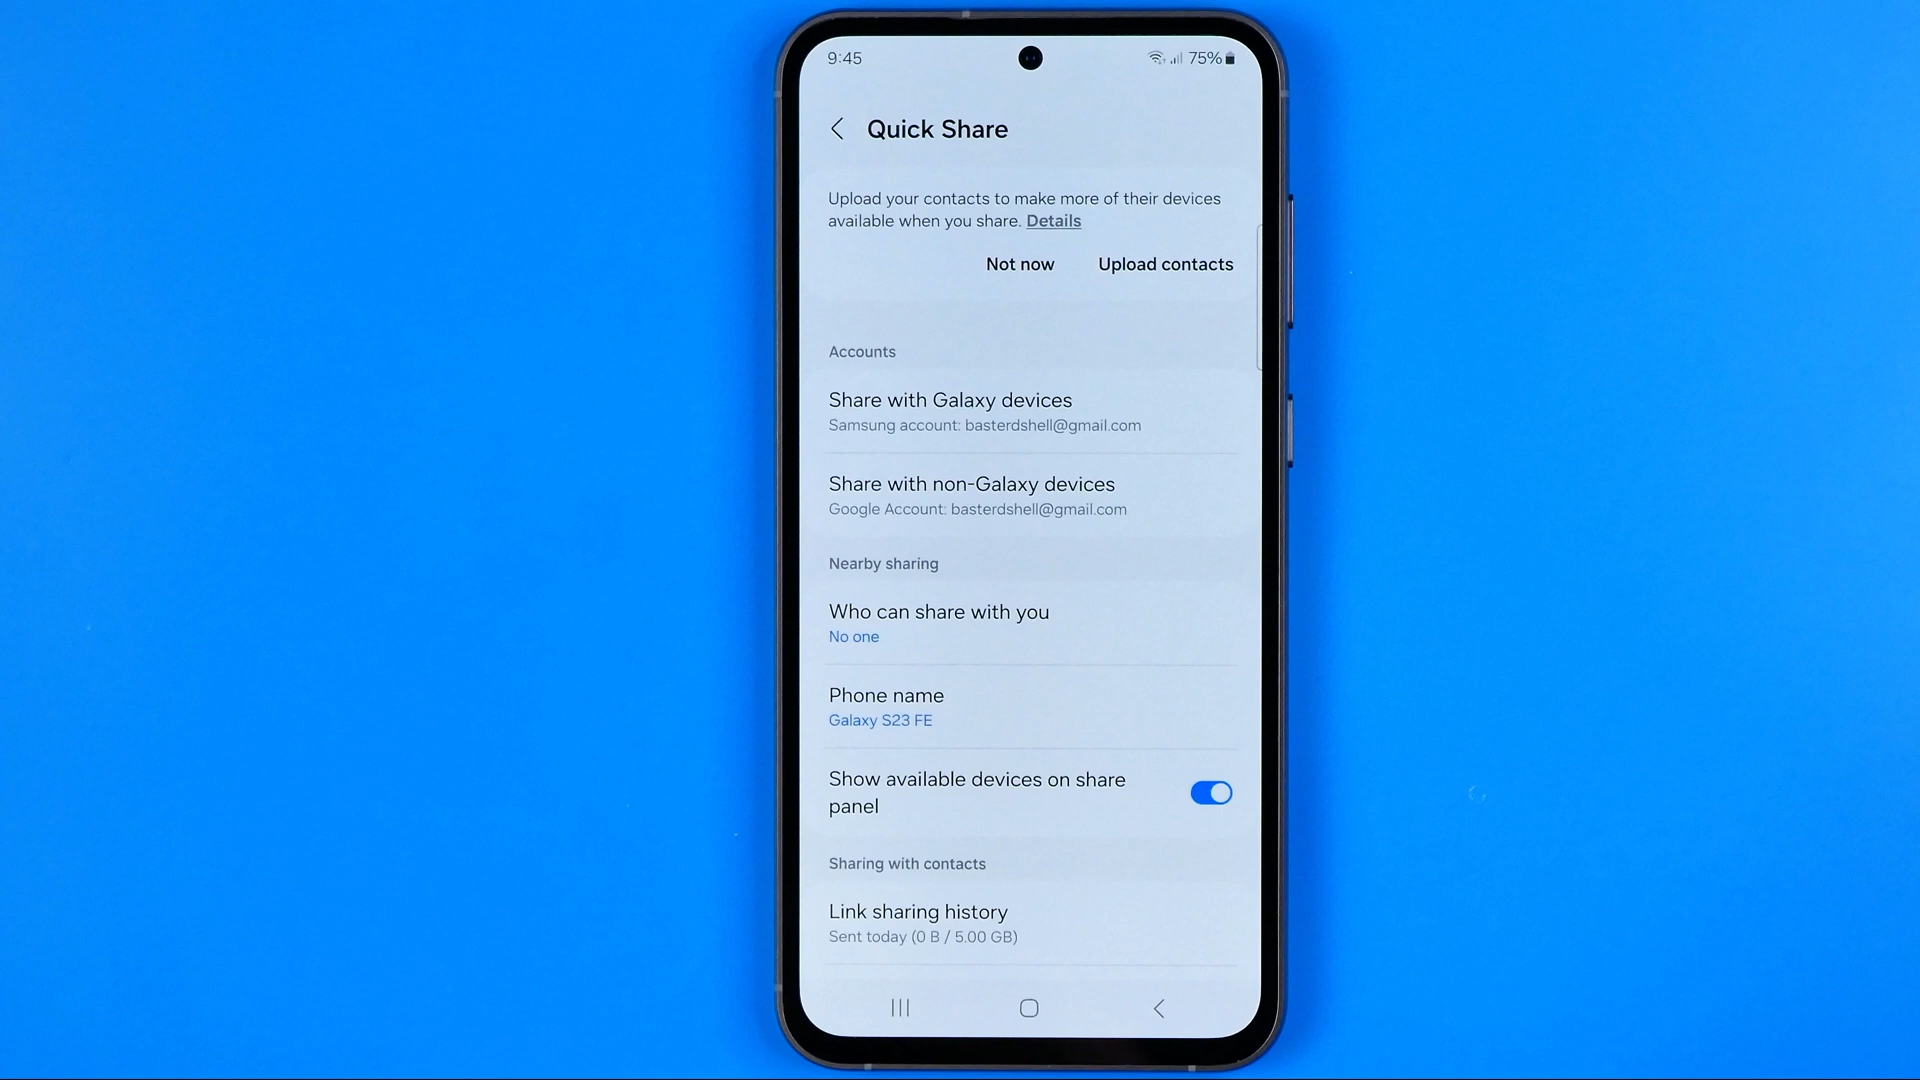 9:45
75%
Quick Share
Upload your contacts to make more of their devices
available when you share. Details
Not now
Upload contacts
Accounts
Share with Galaxy devices
Samsung account: basterdshell@gmail.com
Share with non-Galaxy devices
Google Account: basterdshell@gmail.com
Nearby sharing
Who can share with you
No one
Phone name
Galaxy S23 FE
Show available devices on share
panel
Sharing with contacts
Link sharing history
Sent today (0 B / 5.00 GB)